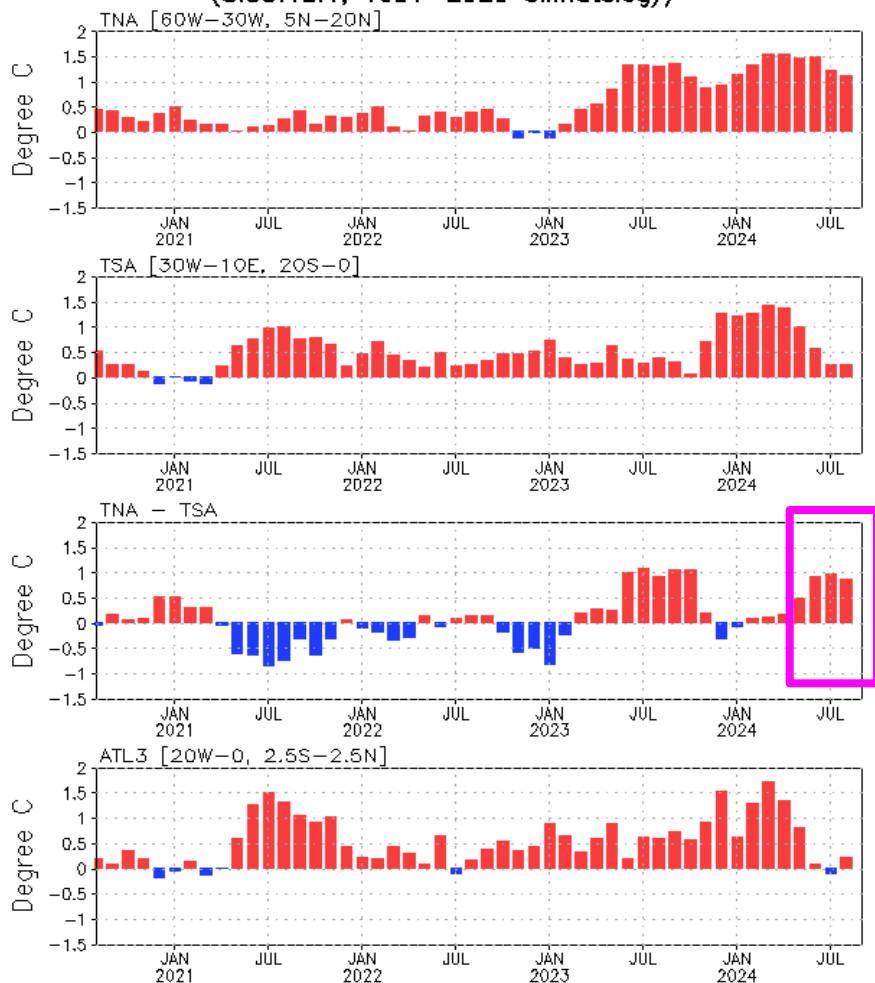 Climatology)
TNA [60W−30W, 5N−20N]
Degree C
2
1.5
1
0.5
0
−0.5
−1
−1.5
JAN JUL JAN JUL JAN JUL JAN JUL
2021 2022 2023 2024
TSA [30W−10E, 20S−0]
Degree C
2
1.5
1
0.5
0
−0.5
−1
−1.5
JAN JUL JAN JUL JAN JUL JAN JUL
2021 2022 2023 2024
TNA − TSA
Degree C
2
1.5
1
0.5
0
−0.5
−1
−1.5
JAN JUL JAN JUL JAN JUL JAN JUL
2021 2022 2023 2024
ATL3 [20W−0, 2.5S−2.5N]
Degree C
2
1.5
1
0.5
0
−0.5
−1
−1.5
JAN JUL JAN JUL JAN JUL JAN JUL
2021 2022 2023 2024